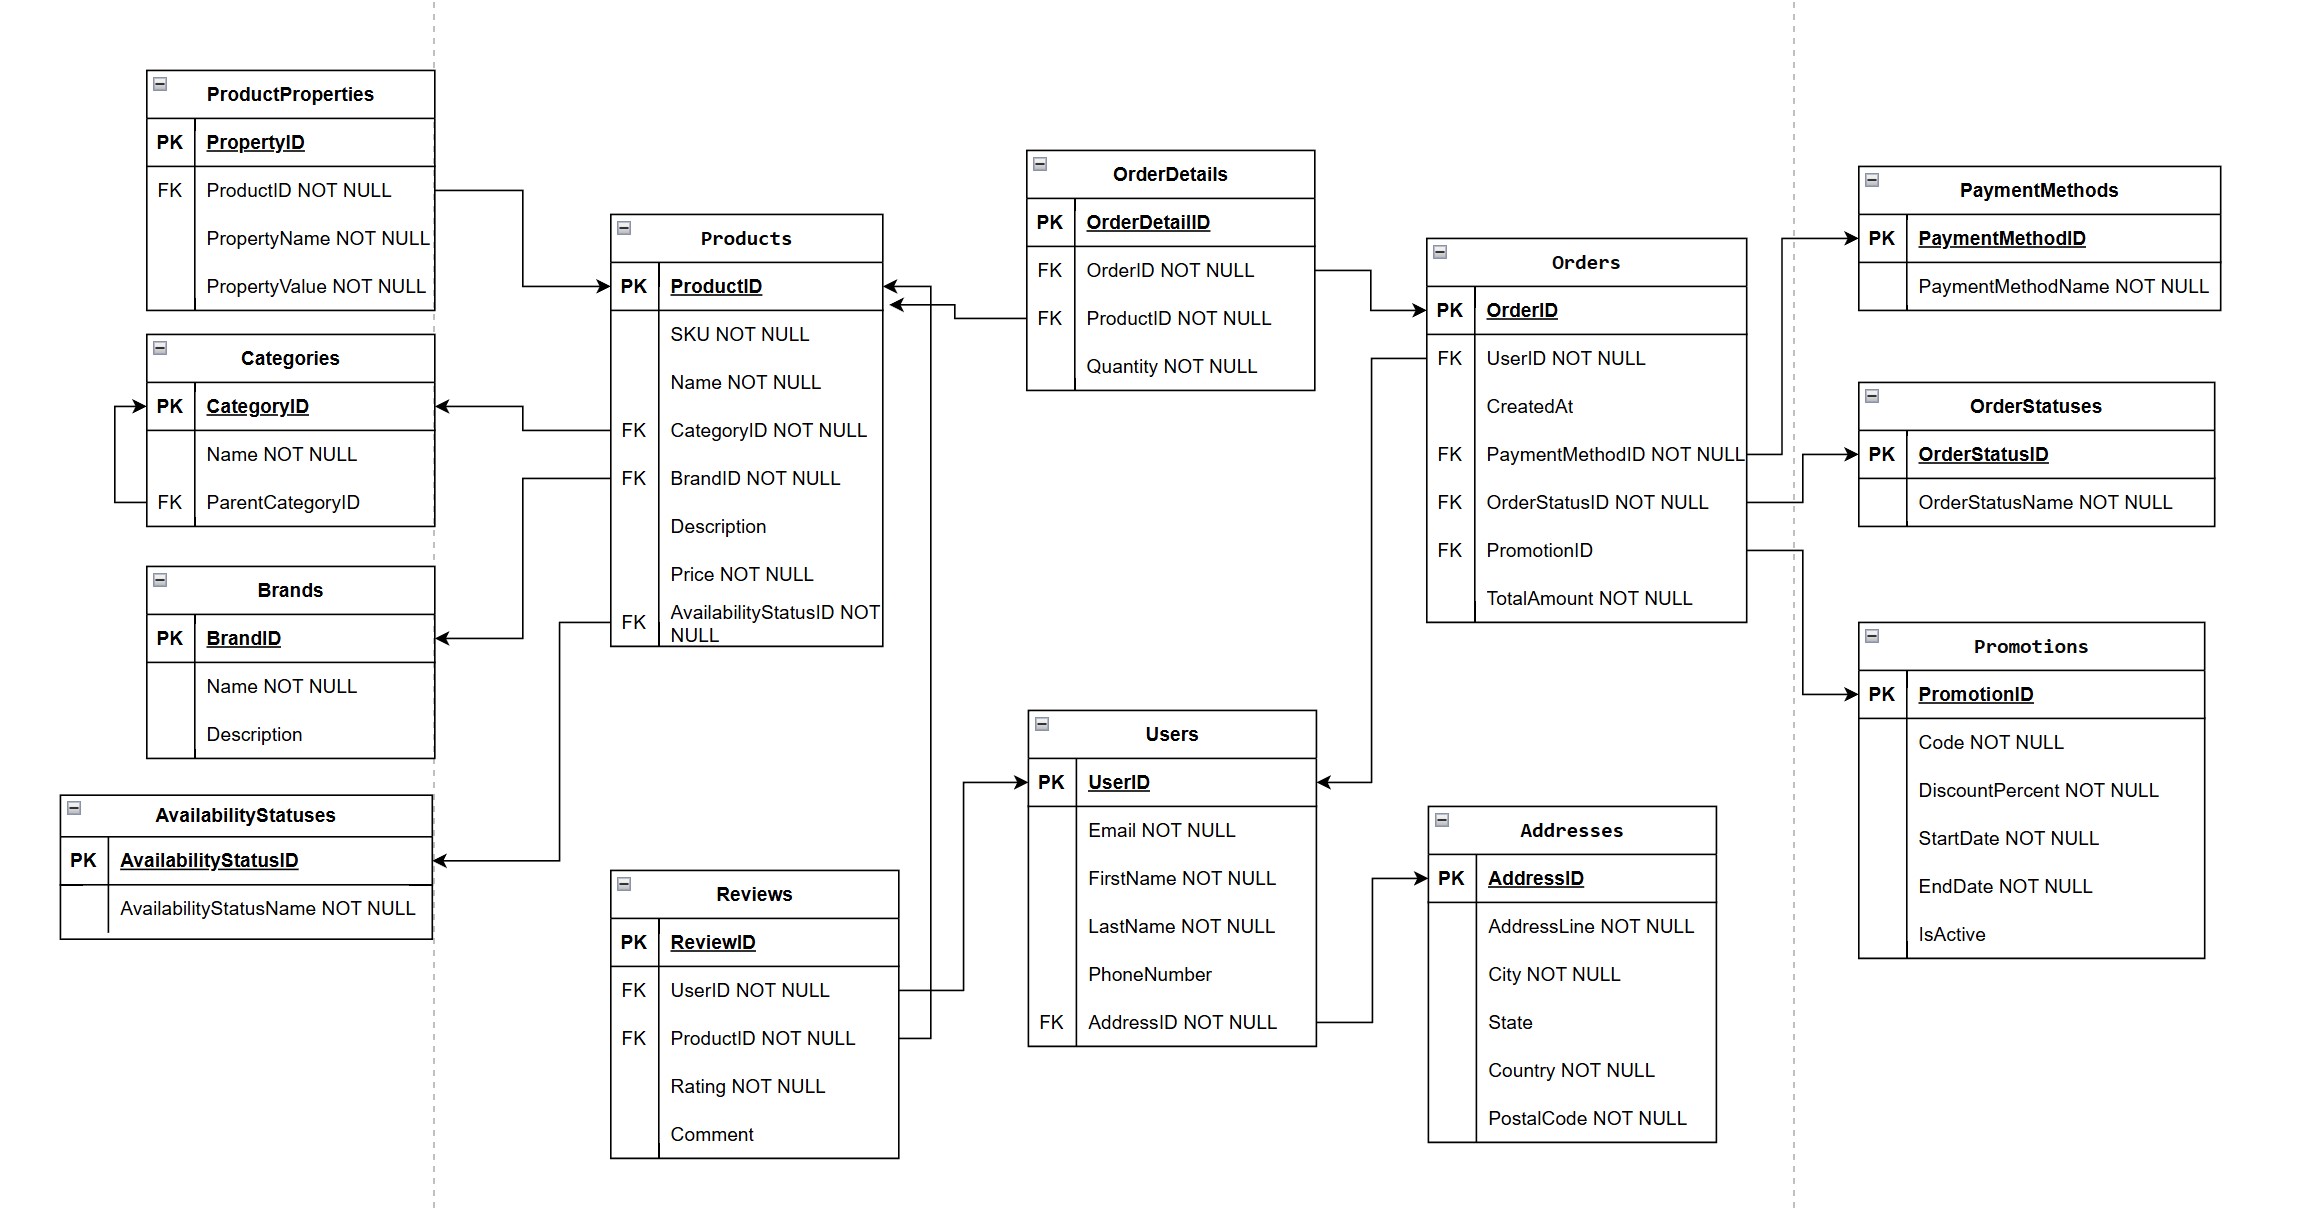 ProductProperties
PK PropertyID
FK ProductID NOT NULL
PropertyName NOT NULL
PropertyValue NOT NULL
Categories
PK CategoryID
Name NOT NULL
FK ParentCategoryID
Brands
PK BrandID
Name NOT NULL
Description
AvailabilityStatuses
PK AvailabilityStatusID
AvailabilityStatusName NOT NULL
Products
PK ProductID
SKU NOT NULL
Name NOT NULL
FK CategoryID NOT NULL
FK BrandID NOT NULL
Description
Price NOT NULL
FK AvailabilityStatusID NOT
NULL
Reviews
PK ReviewID
FK UserID NOT NULL
FK ProductID NOT NULL
Rating NOT NULL
Comment
OrderDetails
PK OrderDetailID
FK OrderID NOT NULL
FK ProductID NOT NULL
Quantity NOT NULL
Users
PK UserID
Email NOT NULL
FirstName NOT NULL
LastName NOT NULL
PhoneNumber
FK AddressID NOT NULL
Orders
PK OrderID
FK UserID NOT NULL
CreatedAt
FK PaymentMethodID NOT NULL
FK OrderStatusID NOT NULL
FK PromotionID
TotalAmount NOT NULL
Addresses
PK AddressID
AddressLine NOT NULL
City NOT NULL
State
Country NOT NULL
PostalCode NOT NULL
PaymentMethods
PK PaymentMethodID
PaymentMethodName NOT NULL
OrderStatuses
PK OrderStatusID
OrderStatusName NOT NULL
Promotions
PK PromotionID
Code NOT NULL
DiscountPercent NOT NULL
StartDate NOT NULL
EndDate NOT NULL
IsActive